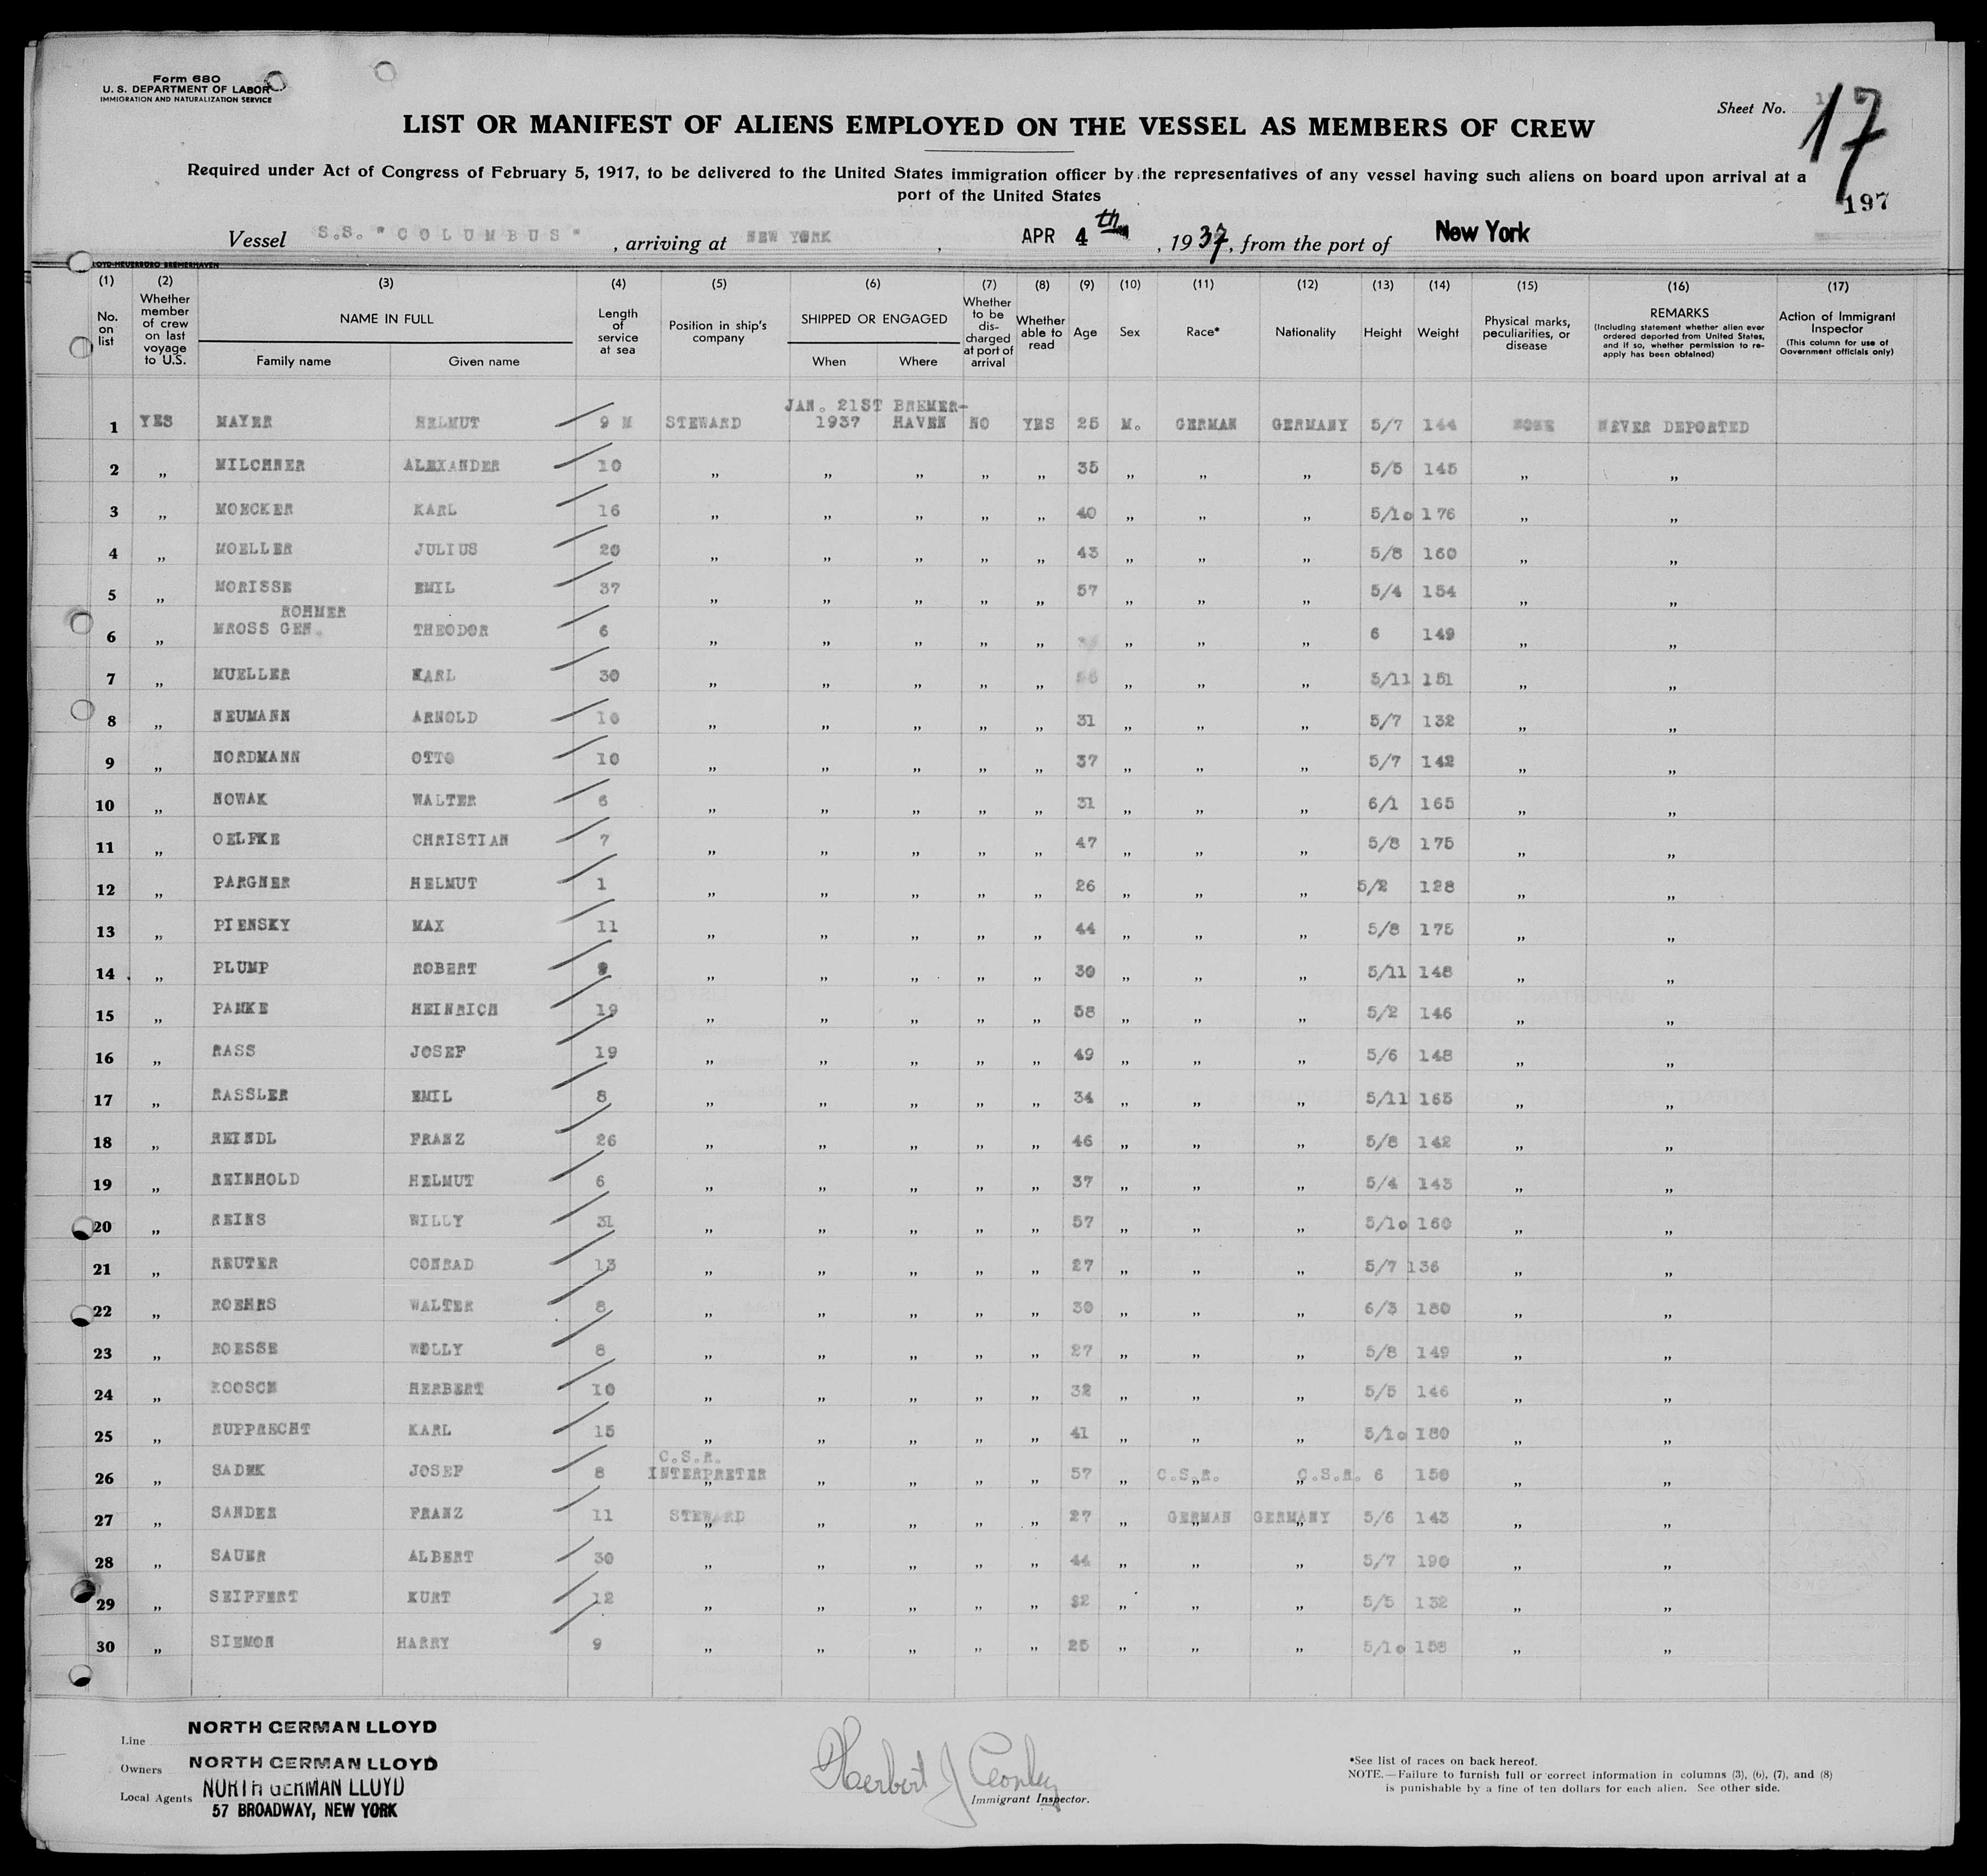 Form 680
U. S. DEPARTMENT OF LABOR
IMMIGRATION AND NATURALIZATION SERVICE
Sheet No.
17
197
LIST OR MANIFEST OF ALIENS EMPLOYED ON THE VESSEL AS MEMBERS OF CREW
Required under Act of Congress of February 5, 1917, to be delivered to the United States immigration officer by the representatives of any vessel having such aliens on board upon arrival at a
port of the United States
Vessel S.S. "COLUMBUS" , arriving at NEW YORK , APR 4th , 1937, from the port of New York
(1) (2) (3) (4) (5) (6) (7) (8) (9) (10) (11) (12) (13) (14) (15) (16) (17)
No. on list
Whether member of crew on last voyage to U.S.
NAME IN FULL
Family name Given name
Length of service at sea
Position in ship's company
SHIPPED OR ENGAGED
When Where
Whether to be discharged at port of arrival
Whether able to read
Age
Sex
Race*
Nationality
Height
Weight
Physical marks, peculiarities, or disease
REMARKS
(Including statement whether alien ever ordered deported from United States, and if so, whether permission to re-apply has been obtained)
Action of Immigrant Inspector
(This column for use of Government officials only)
JAN. 21ST BREMER-
1 YES MAYER HELMUT 9 M STEWARD 1937 HAVEN NO YES 25 M. GERMAN GERMANY 5/7 144 NONE NEVER DEPORTED
2 „ MILCHNER ALEXANDER 10 „ „ „ „ „ 35 „ „ „ 5/5 145 „ „
3 „ MOECKER KARL 16 „ „ „ „ „ 40 „ „ „ 5/10 176 „ „
4 „ MOELLER JULIUS 20 „ „ „ „ „ 43 „ „ „ 5/8 160 „ „
5 „ MORISSE EMIL 37 „ „ „ „ „ 57 „ „ „ 5/4 154 „ „
ROHMER
6 „ MROSS GEN. THEODOR 6 „ „ „ „ „ „ „ „ 6 149 „ „
7 „ MUELLER KARL 30 „ „ „ „ „ „ „ „ 5/11 151 „ „
8 „ NEUMANN ARNOLD 10 „ „ „ „ „ 31 „ „ „ 5/7 132 „ „
9 „ NORDMANN OTTO 10 „ „ „ „ „ 37 „ „ „ 5/7 142 „ „
10 „ NOWAK WALTER 6 „ „ „ „ „ 31 „ „ „ 6/1 165 „ „
11 „ OELFKE CHRISTIAN 7 „ „ „ „ „ 47 „ „ „ 5/8 175 „ „
12 „ PARGNER HELMUT 1 „ „ „ „ „ 26 „ „ „ 5/2 128 „ „
13 „ PIENSKY MAX 11 „ „ „ „ „ 44 „ „ „ 5/8 175 „ „
14 „ PLUMP ROBERT 9 „ „ „ „ „ 30 „ „ „ 5/11 148 „ „
15 „ PANKE HEINRICH 19 „ „ „ „ „ 58 „ „ „ 5/2 146 „ „
16 „ RASS JOSEF 19 „ „ „ „ „ 49 „ „ „ 5/6 148 „ „
17 „ RASSLER EMIL 8 „ „ „ „ „ 34 „ „ „ 5/11 165 „ „
18 „ REINDL FRANZ 26 „ „ „ „ „ 46 „ „ „ 5/8 142 „ „
19 „ REINHOLD HELMUT 6 „ „ „ „ „ 37 „ „ „ 5/4 143 „ „
20 „ REINS WILLY 31 „ „ „ „ „ 57 „ „ „ 5/10 160 „ „
21 „ REUTER CONRAD 13 „ „ „ „ „ 27 „ „ „ 5/7 136 „ „
22 „ ROEHRS WALTER 8 „ „ „ „ „ 30 „ „ „ 6/3 180 „ „
23 „ ROESSE WOLLY 8 „ „ „ „ „ 27 „ „ „ 5/8 149 „ „
24 „ ROOSCH HERBERT 10 „ „ „ „ „ 32 „ „ „ 5/5 146 „ „
25 „ RUPPRECHT KARL 15 „ „ „ „ „ 41 „ „ „ 5/10 180 „ „
C.S.R.
26 „ SADEK JOSEF 8 INTERPRETER „ „ „ „ 57 „ C.S.R. C.S.R. 6 150 „ „
27 „ SANDER FRANZ 11 STEWARD „ „ „ „ 27 „ GERMAN GERMANY 5/6 143 „ „
28 „ SAUER ALBERT 30 „ „ „ „ „ 44 „ „ „ 5/7 190 „ „
29 „ SEIPFERT KURT 12 „ „ „ „ „ 32 „ „ „ 5/5 132 „ „
30 „ SIEMON HARRY 9 „ „ „ „ „ 25 „ „ „ 5/10 158 „ „
Line NORTH GERMAN LLOYD
Owners NORTH GERMAN LLOYD
Local Agents NORTH GERMAN LLOYD
57 BROADWAY, NEW YORK
Herbert J
Immigrant Inspector.
*See list of races on back hereof.
NOTE.—Failure to furnish full or correct information in columns (3), (6), (7), and (8)
is punishable by a fine of ten dollars for each alien. See other side.